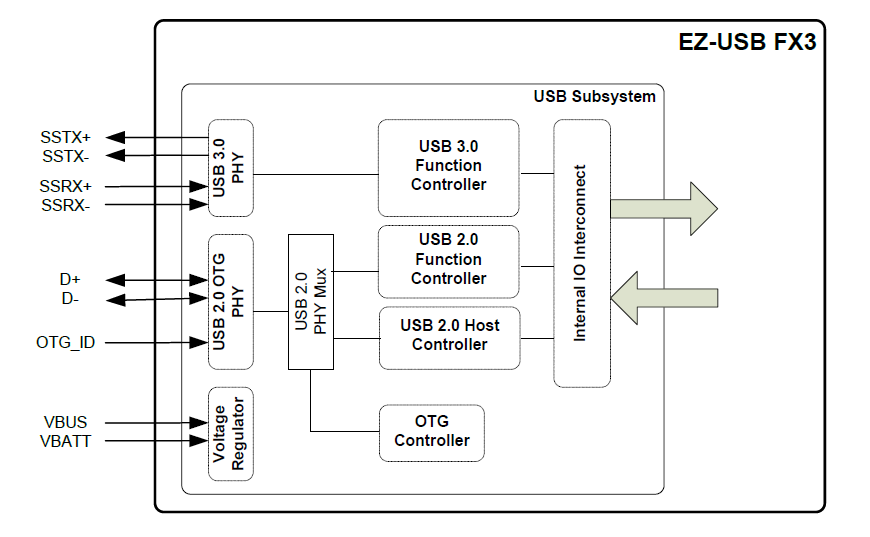 EZ-USB FX3
USB Subsystem
SSTX+
SSTX-
SSRX+
SSRX-
USB 3.0
PHY
USB 3.0
Function
Controller
Internal IO Interconnect
D+
D-
OTG_ID
USB 2.0 OTG
PHY
USB 2.0
PHY Mux
USB 2.0
Function
Controller
USB 2.0 Host
Controller
VBUS
VBATT
Voltage
Regulator
OTG
Controller